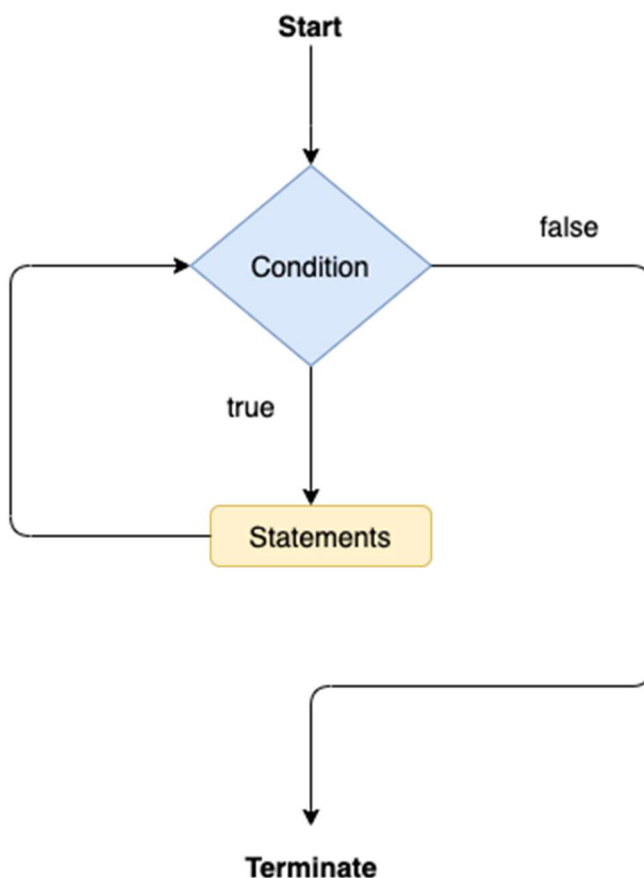 Start
false
Condition
true
Statements
Terminate